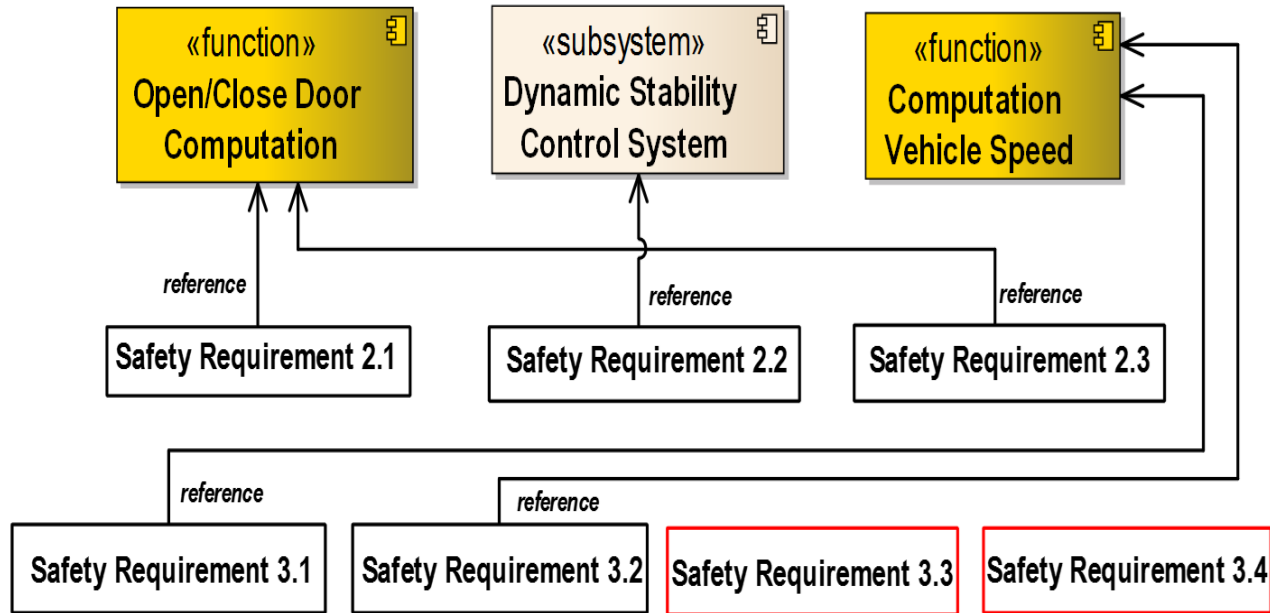 «function»
Open/Close Door
Computation
«subsystem»
Dynamic Stability
Control System
«function»
Computation
Vehicle Speed
reference
reference
reference
Safety Requirement 2.1
Safety Requirement 2.2
Safety Requirement 2.3
reference
reference
Safety Requirement 3.1
Safety Requirement 3.2
Safety Requirement 3.3
Safety Requirement 3.4